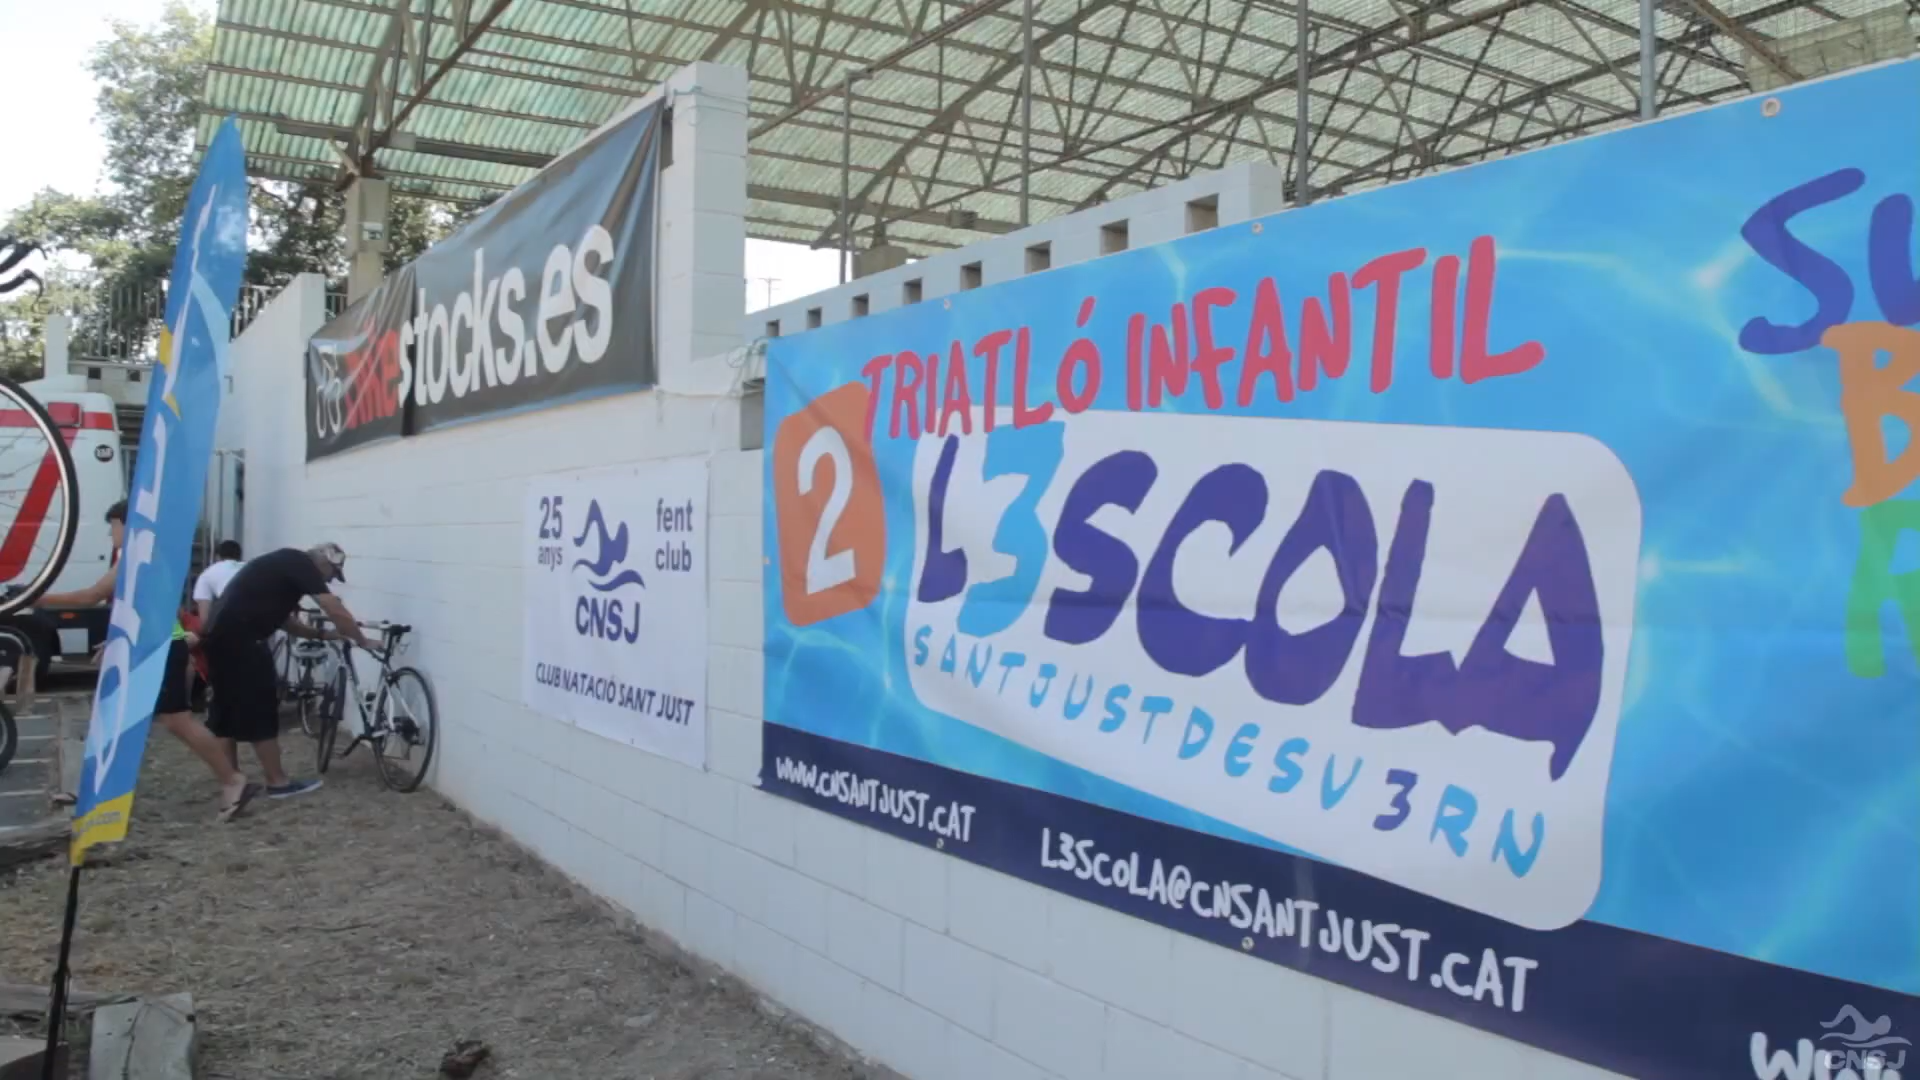 bikestocks.es
25 anys
fent club
CNSJ
CLUB NATACIÓ SANT JUST
2
TRIATLÓ INFANTIL
L3SCOLA
SANTJUSTDESV3RN
WWW.CNSANTJUST.CAT
L3SCOLA@CNSANTJUST.CAT
CNSJ